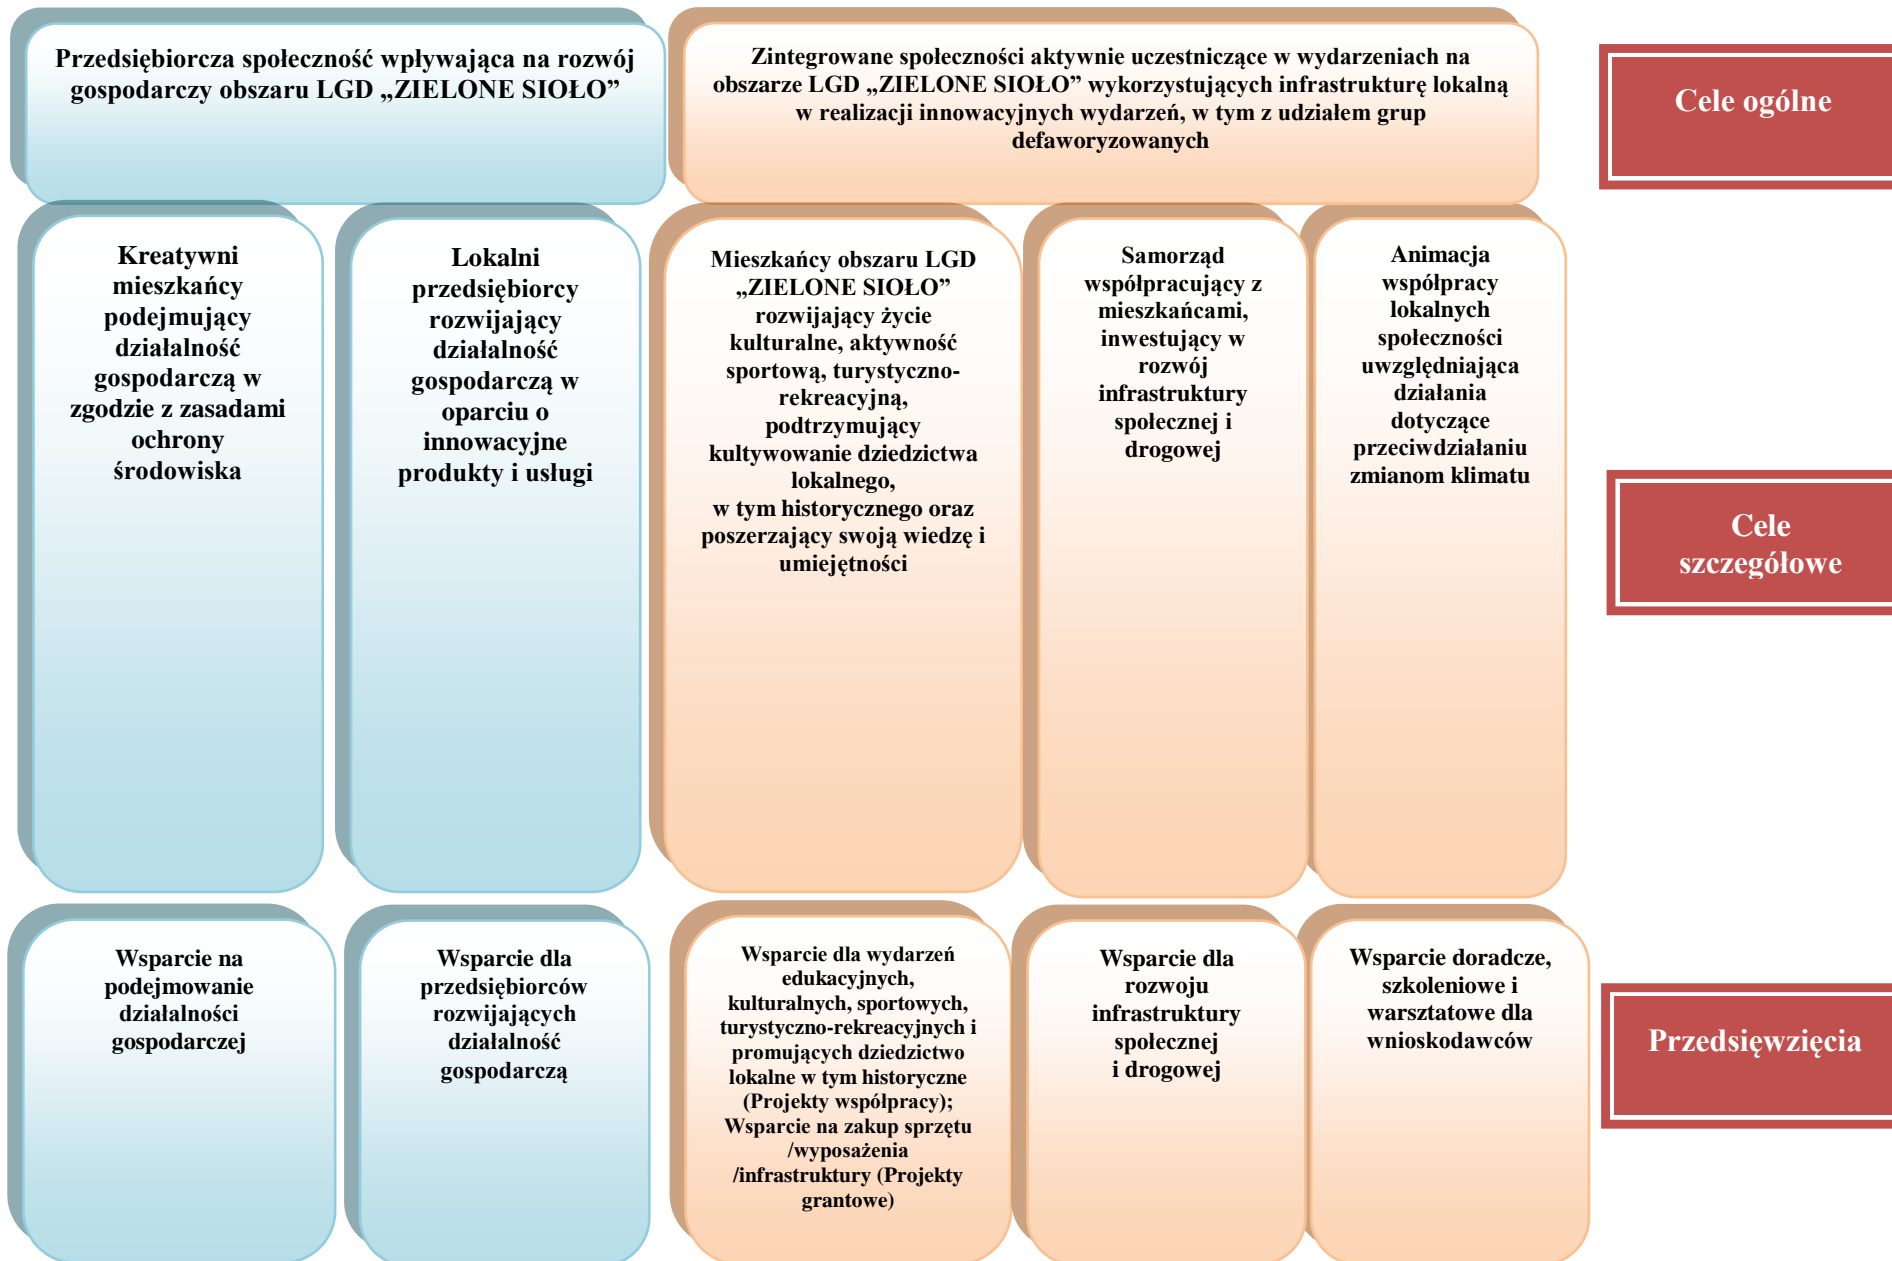 Przedsiębiorcza społeczność wpływająca na rozwój
gospodarczy obszaru LGD „ZIELONE SIOŁO”
Zintegrowane społeczności aktywnie uczestniczące w wydarzeniach na
obszarze LGD „ZIELONE SIOŁO” wykorzystujących infrastrukturę lokalną
w realizacji innowacyjnych wydarzeń, w tym z udziałem grup
defaworyzowanych
Cele ogólne
Kreatywni
mieszkańcy
podejmujący
działalność
gospodarczą w
zgodzie z zasadami
ochrony
środowiska
Lokalni
przedsiębiorcy
rozwijający
działalność
gospodarczą w
oparciu o
innowacyjne
produkty i usługi
Mieszkańcy obszaru LGD
„ZIELONE SIOŁO”
rozwijający życie
kulturalne, aktywność
sportową, turystyczno-
rekreacyjną,
podtrzymujący
kultywowanie dziedzictwa
lokalnego,
w tym historycznego oraz
poszerzający swoją wiedzę i
umiejętności
Samorząd
współpracujący z
mieszkańcami,
inwestujący w
rozwój
infrastruktury
społecznej i
drogowej
Animacja
współpracy
lokalnych
społeczności
uwzględniająca
działania
dotyczące
przeciwdziałaniu
zmianom klimatu
Cele
szczegółowe
Wsparcie na
podejmowanie
działalności
gospodarczej
Wsparcie dla
przedsiębiorców
rozwijających
działalność
gospodarczą
Wsparcie dla wydarzeń
edukacyjnych,
kulturalnych, sportowych,
turystyczno-rekreacyjnych i
promujących dziedzictwo
lokalne w tym historyczne
(Projekty współpracy);
Wsparcie na zakup sprzętu
/wyposażenia
/infrastruktury (Projekty
grantowe)
Wsparcie dla
rozwoju
infrastruktury
społecznej
i drogowej
Wsparcie doradcze,
szkoleniowe i
warsztatowe dla
wnioskodawców
Przedsięwzięcia